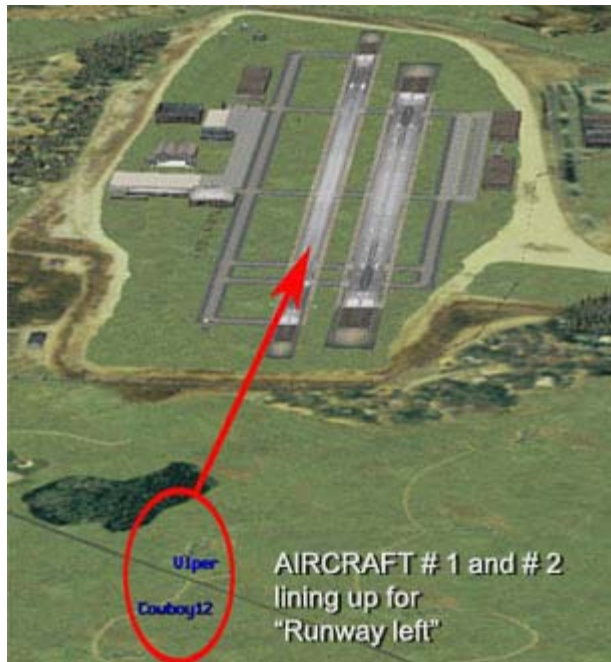 Viper
Cowboy12
AIRCRAFT # 1 and # 2
lining up for
“Runway left”